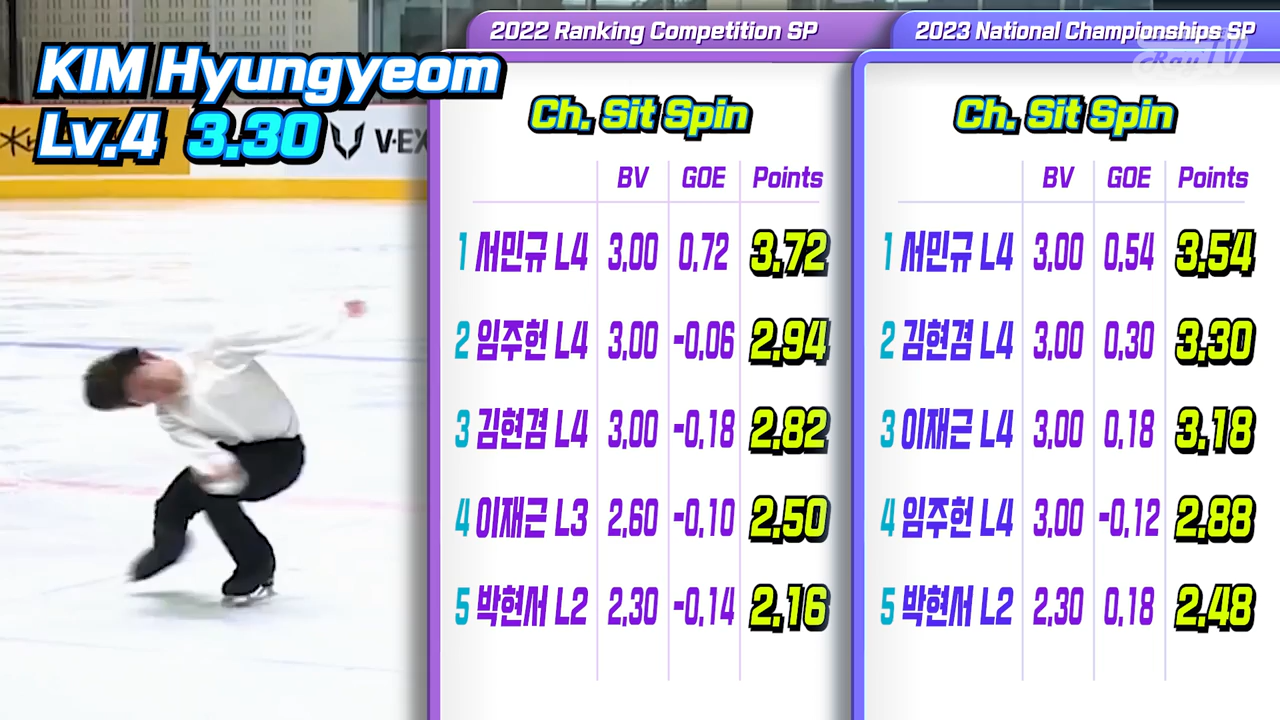 KIM Hyungyeom
Lv.4 3.30
V-EX
2022 Ranking Competition SP
Ch. Sit Spin
BV GOE Points
1 서민규 L4 3.00 0.72 3.72
2 임주헌 L4 3.00 -0.06 2.94
3 김현겸 L4 3.00 -0.18 2.82
4 이재근 L3 2.60 -0.10 2.50
5 박현서 L2 2.30 -0.14 2.16
2023 National Championships SP
Ch. Sit Spin
BV GOE Points
1 서민규 L4 3.00 0.54 3.54
2 김현겸 L4 3.00 0.30 3.30
3 이재근 L4 3.00 0.18 3.18
4 임주헌 L4 3.00 -0.12 2.88
5 박현서 L2 2.30 0.18 2.48